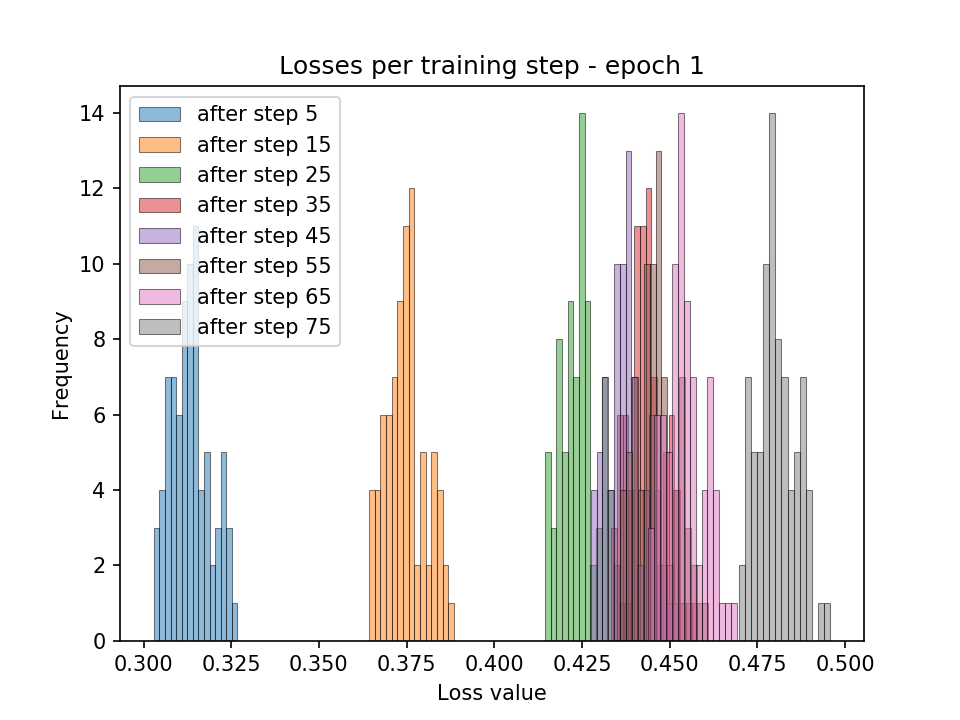 Losses per training step - epoch 1
after step 5
after step 15
after step 25
after step 35
after step 45
after step 55
after step 65
after step 75
14
12
10
8
6
4
2
0
Frequency
0.300 0.325 0.350 0.375 0.400 0.425 0.450 0.475 0.500
Loss value